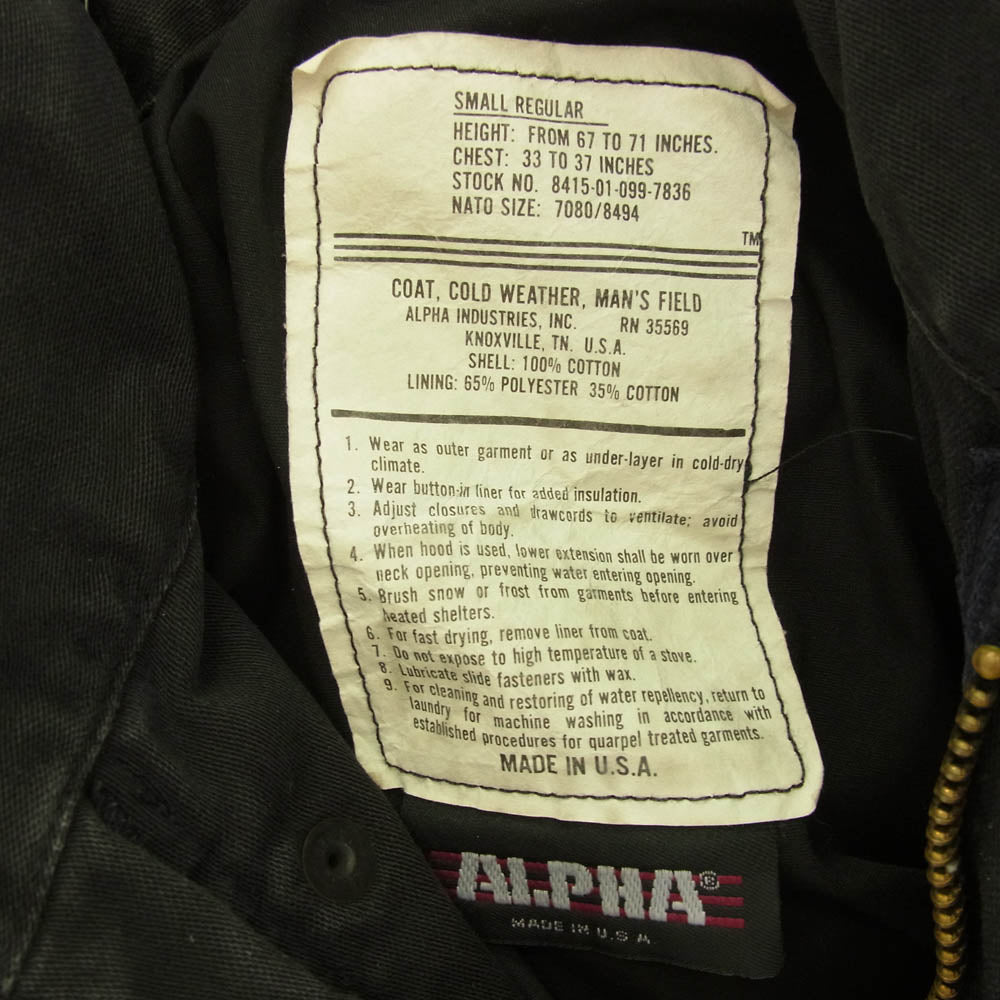 SMALL REGULAR
HEIGHT: FROM 67 TO 71 INCHES.
CHEST: 33 TO 37 INCHES
STOCK NO. 8415-01-099-7836
NATO SIZE: 7080/8494
TM
COAT, COLD WEATHER, MAN'S FIELD
ALPHA INDUSTRIES, INC. RN 35569
KNOXVILLE, TN. U.S.A.
SHELL: 100% COTTON
LINING: 65% POLYESTER 35% COTTON
1. Wear as outer garment or as under-layer in cold-dry
climate.
2. Wear button-in liner for added insulation.
3. Adjust closures and drawcords to ventilate; avoid
overheating of body.
4. When hood is used, lower extension shall be worn over
neck opening, preventing water entering opening.
5. Brush snow or frost from garments before entering
heated shelters.
6. For fast drying, remove liner from coat.
7. Do not expose to high temperature of a stove.
8. Lubricate slide fasteners with wax.
9. For cleaning and restoring of water repellency, return to
laundry for machine washing in accordance with
established procedures for quarpel treated garments.
MADE IN U.S.A.
ALPHA®
MADE IN U.S.A.